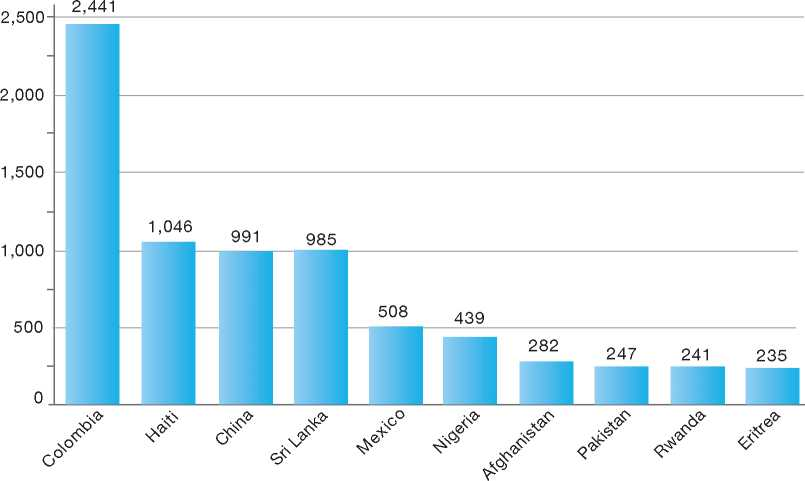 2,441
2,500
2,000
1,500
1,046
991
985
1,000
508
439
500
282
247
241
235
0
Colombia
Haiti
China
Sri Lanka
Mexico
Nigeria
Afghanistan
Pakistan
Rwanda
Eritrea